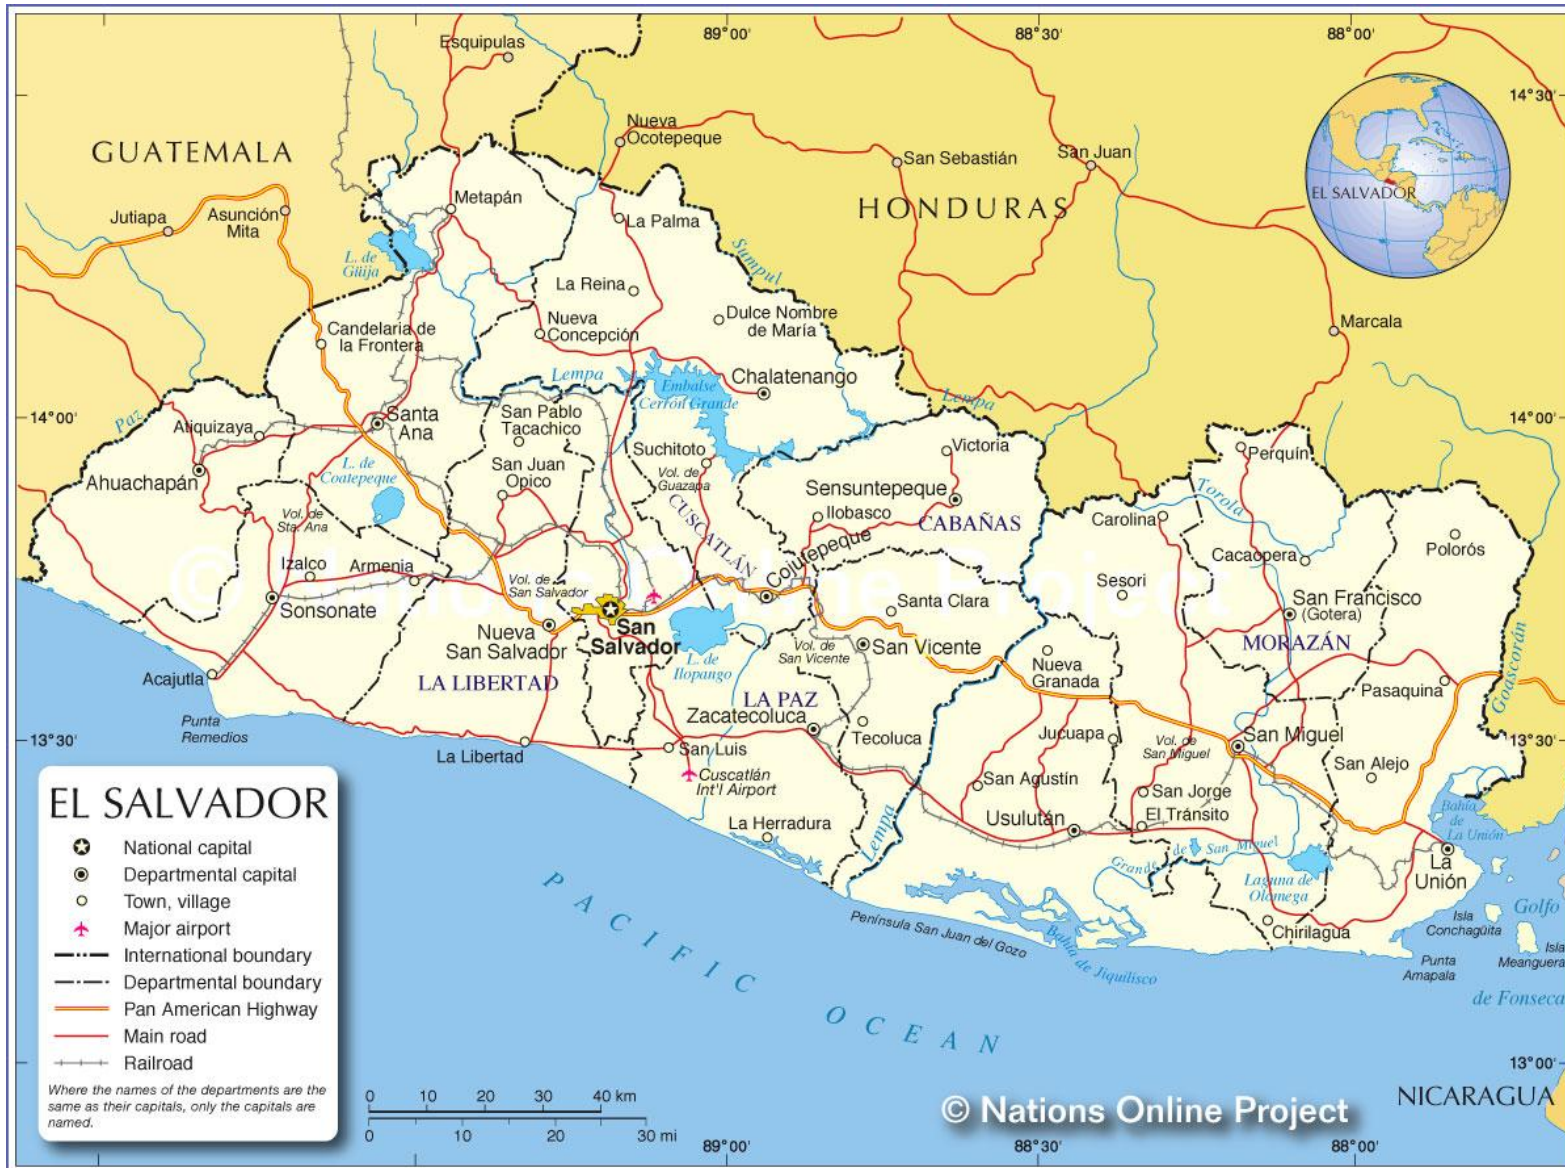 89°00'
88°30'
88°00'
Esquipulas
14°30'
Nueva
Ocotepeque
GUATEMALA
San Sebastián
San Juan
HONDURAS
EL SALVADOR
Metapán
Jutiapa
Asunción
Mita
La Palma
L. de
Güija
Sumpul
La Reina
Dulce Nombre
de María
Nueva
Concepción
Candelaria de
la Frontera
Marcala
Lempa
Embalse
Cerrón Grande
Chalatenango
Lempa
14°00'
14°00'
Paz
Atiquizaya
Santa
Ana
San Pablo
Tacachico
Suchitoto
Vol. de
Guazapa
Victoria
Perquín
Ahuachapán
L. de
Coatepeque
San Juan
Opico
Sensuntepeque
Ilobasco
CABAÑAS
CUSCATLÁN
Torola
Carolina
Vol. de
Sta. Ana
Cacaopera
Polorós
Izalco
Armenia
Cojutepeque
Sesori
Vol. de
San Salvador
Sonsonate
Santa Clara
San Francisco
(Gotera)
MORAZÁN
Nueva
San Salvador
San
Salvador
L. de
Ilopango
Vol. de
San Vicente
San Vicente
Nueva
Granada
Goascorán
Acajutla
LA LIBERTAD
LA PAZ
Pasaquina
Punta
Remedios
Zacatecoluca
Tecoluca
Jucuapa
Vol. de
San Miguel
San Miguel
13°30'
13°30'
La Libertad
San Luis
Cuscatlán
Int'l Airport
San Agustín
San Jorge
El Tránsito
San Alejo
La Herradura
Lempa
Usulután
Bahía
de
La Unión
Grande de San Miguel
Laguna de
Olomega
La
Unión
Península San Juan del Gozo
Bahía de Jiquilisco
Chirilagua
Isla
Conchagüita
Golfo
de Fonseca
Isla
Meanguera
Punta
Amapala
PACIFIC OCEAN
EL SALVADOR
National capital
Departmental capital
Town, village
Major airport
International boundary
Departmental boundary
Pan American Highway
Main road
Railroad
Where the names of the departments are the
same as their capitals, only the capitals are
named.
0 10 20 30 40 km
0 10 20 30 mi
13°00'
NICARAGUA
© Nations Online Project
© Nations Online Project
89°00'
88°30'
88°00'